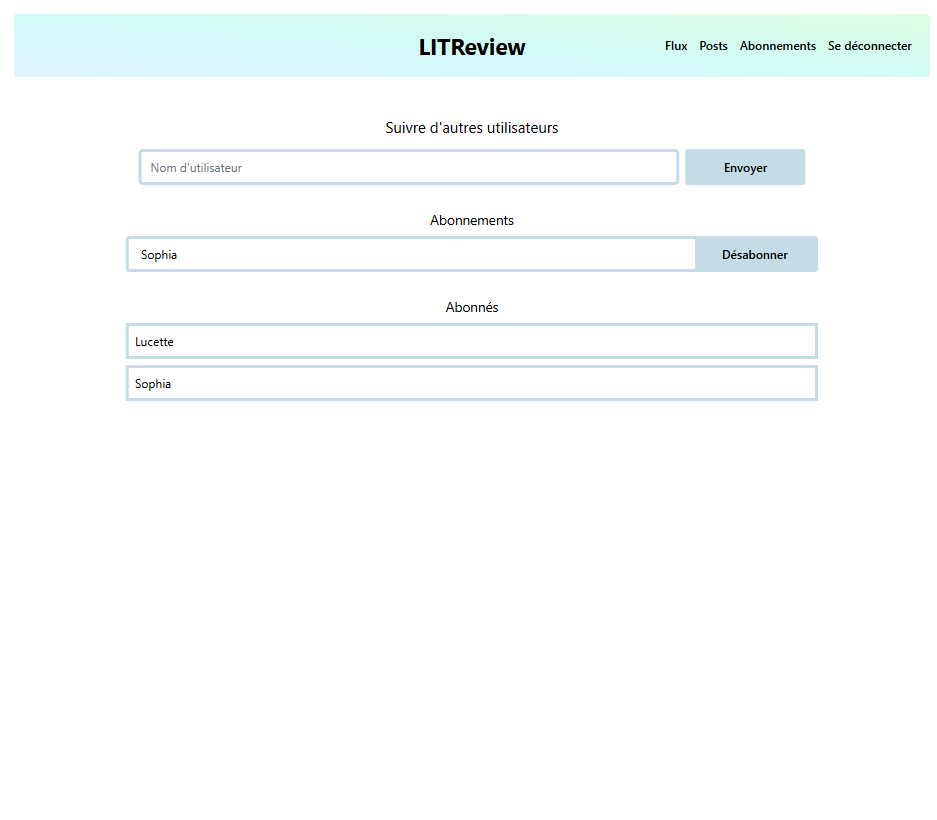 LITReview
Flux Posts Abonnements Se déconnecter
Suivre d'autres utilisateurs
Nom d'utilisateur Envoyer
Abonnements
Sophia Désabonner
Abonnés
Lucette
Sophia